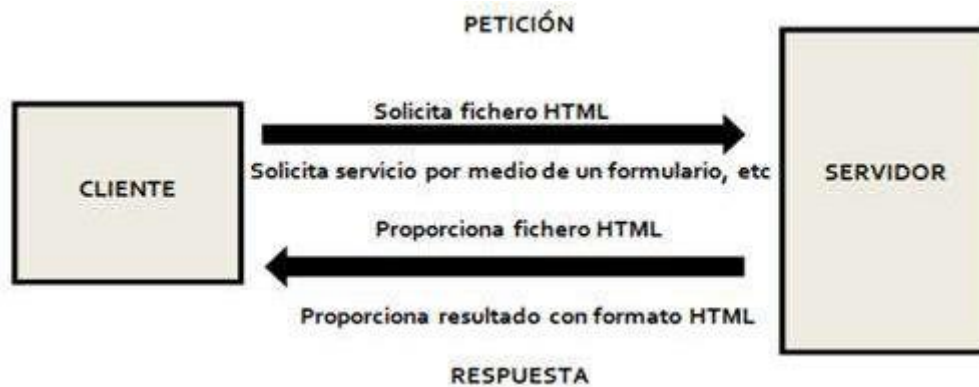 PETICIÓN
Solicita fichero HTML
Solicita servicio por medio de un formulario, etc
CLIENTE
SERVIDOR
Proporciona fichero HTML
Proporciona resultado con formato HTML
RESPUESTA